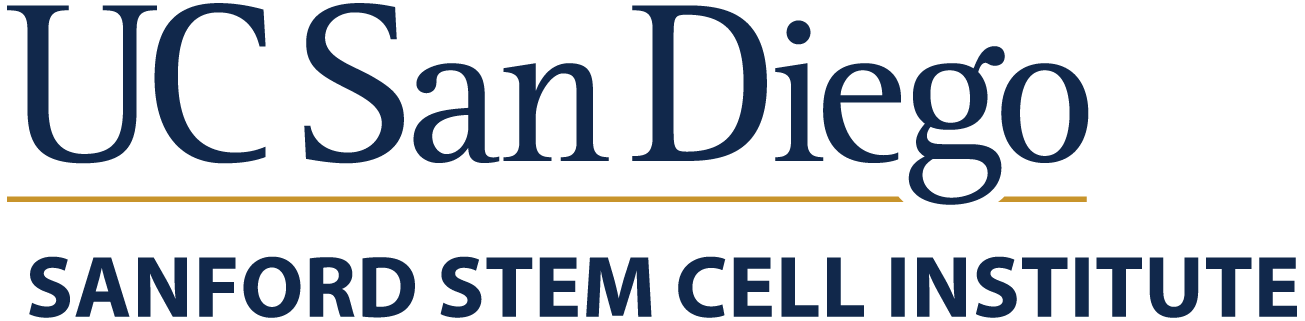 UC San Diego
SANFORD STEM CELL INSTITUTE